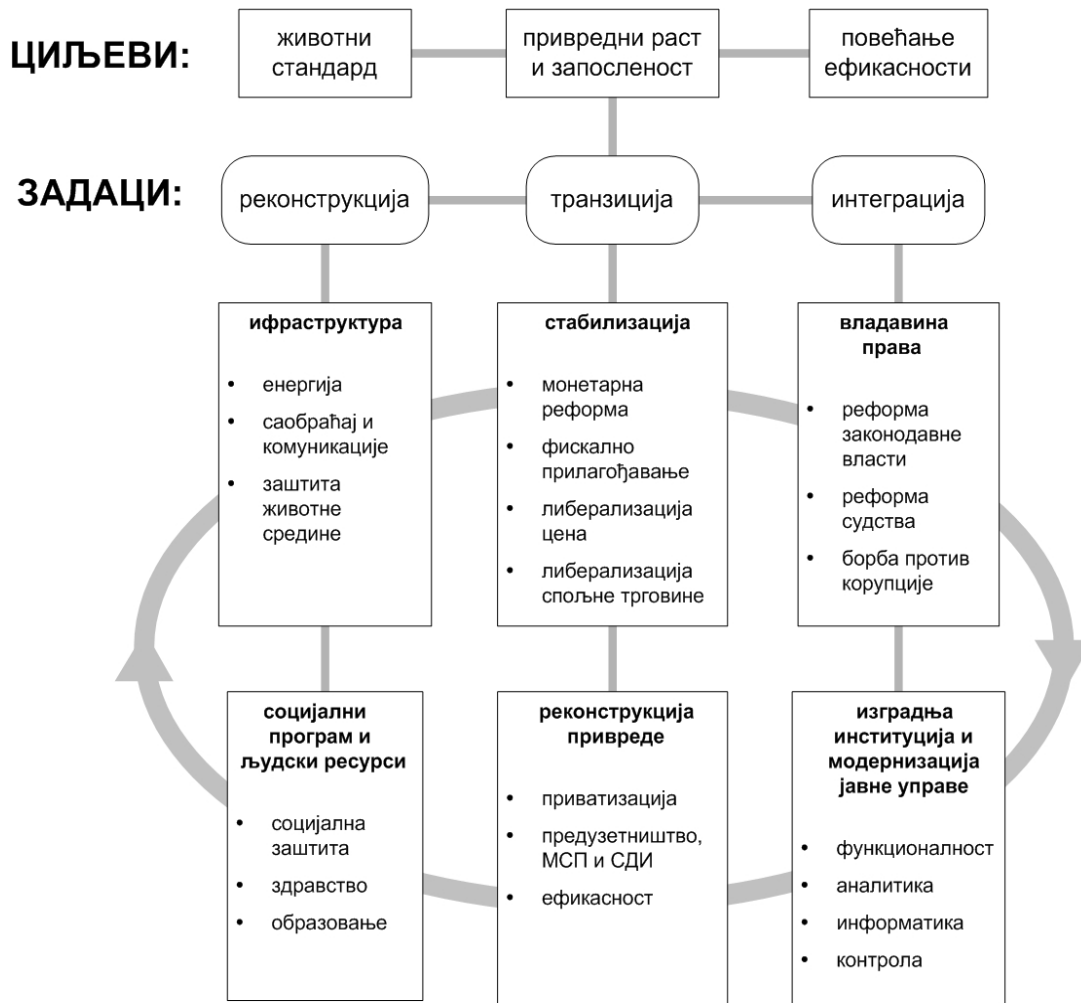 ЦИЉЕВИ:
животни
стандард
привредни раст
и запосленост
повећање
ефикасности
ЗАДАЦИ:
реконструкција
транзиција
интеграција
ифраструктура
• енергија
• саобраћај и
комуникације
• заштита
животне
средине
стабилизација
• монетарна
реформа
• фискално
прилагођавање
• либерализација
цена
• либерализација
спољне трговине
владавина
права
• реформа
законодавне
власти
• реформа
судства
• борба против
корупције
социјални
програм и
људски ресурси
• социјална
заштита
• здравство
• образовање
реконструкција
привреде
• приватизација
• предузетништво,
МСП и СДИ
• ефикасност
изградња
институција и
модернизација
јавне управе
• функционалност
• аналитика
• информатика
• контрола